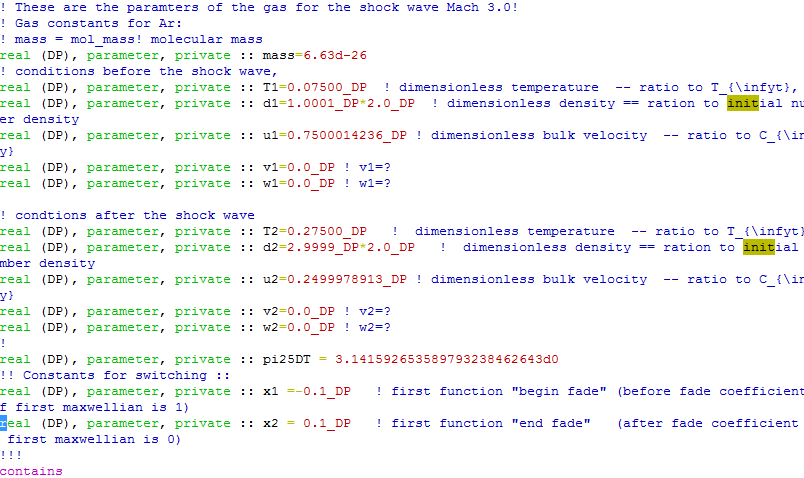 ! These are the paramters of the gas for the shock wave Mach 3.0!
! Gas constants for Ar:
! mass = mol_mass! molecular mass
real (DP), parameter, private :: mass=6.63d-26
! conditions before the shock wave,
real (DP), parameter, private :: T1=0.07500_DP  ! dimensionless temperature  -- ratio to T_{\infyt},
real (DP), parameter, private :: d1=1.0001_DP*2.0_DP  ! dimensionless density == ration to initial nu
er density
real (DP), parameter, private :: u1=0.7500014236_DP ! dimensionless bulk velocity  -- ratio to C_{\in
y}
real (DP), parameter, private :: v1=0.0_DP ! v1=?
real (DP), parameter, private :: w1=0.0_DP ! w1=?
! condtions after the shock wave
real (DP), parameter, private :: T2=0.27500_DP   !  dimensionless temperature  -- ratio to T_{\infyt}
real (DP), parameter, private :: d2=2.9999_DP*2.0_DP   !  dimensionless density == ration to initial
mber density
real (DP), parameter, private :: u2=0.2499978913_DP ! dimensionless bulk velocity  -- ratio to C_{\in
y}
real (DP), parameter, private :: v2=0.0_DP ! v2=?
real (DP), parameter, private :: w2=0.0_DP ! w2=?
!
real (DP), parameter, private :: pi25DT = 3.141592653589793238462643d0
!! Constants for switching ::
real (DP), parameter, private :: x1 =-0.1_DP   ! first function "begin fade" (before fade coefficient
f first maxwellian is 1)
real (DP), parameter, private :: x2 = 0.1_DP   ! first function "end fade"   (after fade coefficient
first maxwellian is 0)
!!!
contains